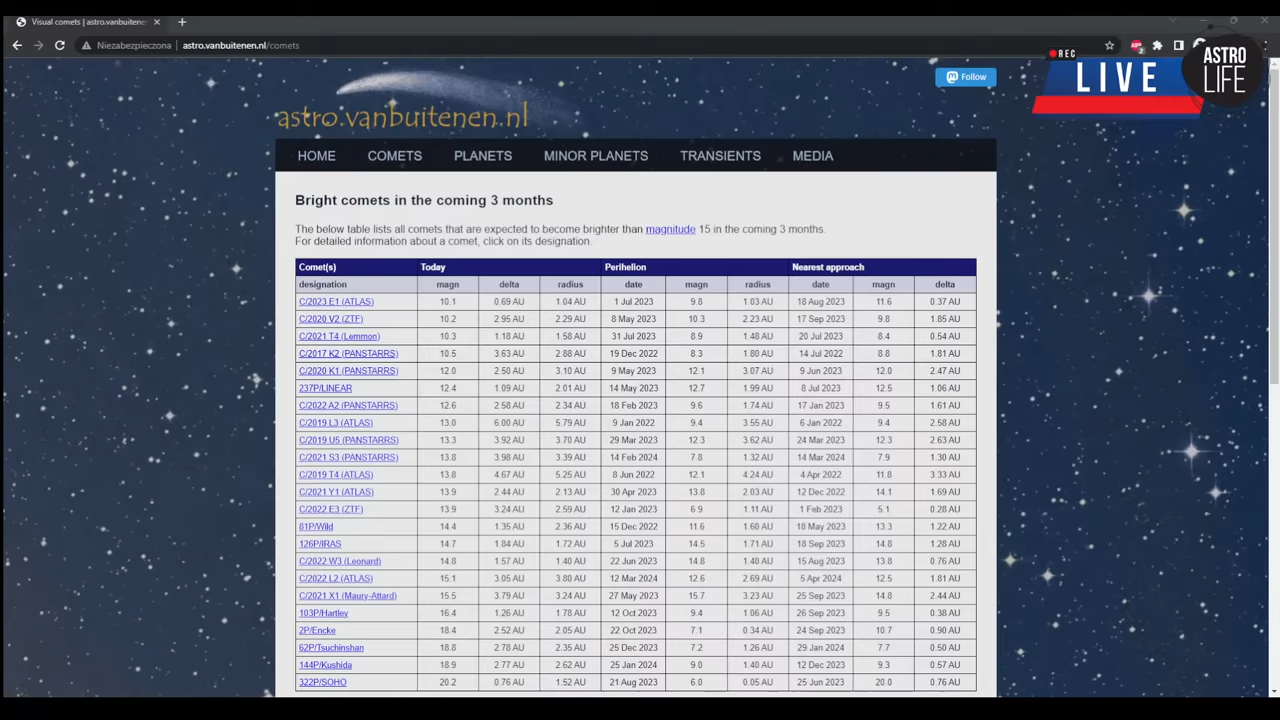 Visual comets | astro.vanbuitene
Niezabezpieczona astro.vanbuitenen.nl/comets
REC
LIVE
ASTRO
LIFE
Follow
astro.vanbuitenen.nl
HOME COMETS PLANETS MINOR PLANETS TRANSIENTS MEDIA
Bright comets in the coming 3 months
The below table lists all comets that are expected to become brighter than magnitude 15 in the coming 3 months.
For detailed information about a comet, click on its designation.
Comet(s) Today Perihelion Nearest approach
designation magn delta radius date magn radius date magn delta
C/2023 E1 (ATLAS) 10.1 0.69 AU 1.04 AU 1 Jul 2023 9.8 1.03 AU 18 Aug 2023 11.6 0.37 AU
C/2020 V2 (ZTF) 10.2 2.95 AU 2.29 AU 8 May 2023 10.3 2.23 AU 17 Sep 2023 9.8 1.85 AU
C/2021 T4 (Lemmon) 10.3 1.18 AU 1.58 AU 31 Jul 2023 8.9 1.48 AU 20 Jul 2023 8.4 0.54 AU
C/2017 K2 (PANSTARRS) 10.5 3.63 AU 2.88 AU 19 Dec 2022 8.3 1.80 AU 14 Jul 2022 8.8 1.81 AU
C/2020 K1 (PANSTARRS) 12.0 2.50 AU 3.10 AU 9 May 2023 12.1 3.07 AU 9 Jun 2023 12.0 2.47 AU
237P/LINEAR 12.4 1.09 AU 2.01 AU 14 May 2023 12.7 1.99 AU 8 Jul 2023 12.5 1.06 AU
C/2022 A2 (PANSTARRS) 12.6 2.58 AU 2.34 AU 18 Feb 2023 9.6 1.74 AU 17 Jan 2023 9.5 1.61 AU
C/2019 L3 (ATLAS) 13.0 6.00 AU 5.79 AU 9 Jan 2022 9.4 3.55 AU 6 Jan 2022 9.4 2.58 AU
C/2019 U5 (PANSTARRS) 13.3 3.92 AU 3.70 AU 29 Mar 2023 12.3 3.62 AU 24 Mar 2023 12.3 2.63 AU
C/2021 S3 (PANSTARRS) 13.8 3.98 AU 3.39 AU 14 Feb 2024 7.8 1.32 AU 14 Mar 2024 7.9 1.30 AU
C/2019 T4 (ATLAS) 13.8 4.67 AU 5.25 AU 8 Jun 2022 12.1 4.24 AU 4 Apr 2022 11.8 3.33 AU
C/2021 Y1 (ATLAS) 13.9 2.44 AU 2.13 AU 30 Apr 2023 13.8 2.03 AU 12 Dec 2022 14.1 1.69 AU
C/2022 E3 (ZTF) 13.9 3.24 AU 2.59 AU 12 Jan 2023 6.9 1.11 AU 1 Feb 2023 5.1 0.28 AU
81P/Wild 14.4 1.35 AU 2.36 AU 15 Dec 2022 11.6 1.60 AU 18 May 2023 13.3 1.22 AU
126P/IRAS 14.7 1.84 AU 1.72 AU 5 Jul 2023 14.5 1.71 AU 18 Sep 2023 14.8 1.28 AU
C/2022 W3 (Leonard) 14.8 1.57 AU 1.40 AU 22 Jun 2023 14.8 1.40 AU 15 Aug 2023 13.8 0.76 AU
C/2022 L2 (ATLAS) 15.1 3.05 AU 3.80 AU 12 Mar 2024 12.6 2.69 AU 5 Apr 2024 12.5 1.81 AU
C/2021 X1 (Maury-Attard) 15.5 3.79 AU 3.24 AU 27 May 2023 15.7 3.23 AU 25 Sep 2023 14.8 2.44 AU
103P/Hartley 16.4 1.26 AU 1.78 AU 12 Oct 2023 9.4 1.06 AU 26 Sep 2023 9.5 0.38 AU
2P/Encke 18.4 2.52 AU 2.05 AU 22 Oct 2023 7.1 0.34 AU 24 Sep 2023 10.7 0.90 AU
62P/Tsuchinshan 18.8 2.78 AU 2.35 AU 25 Dec 2023 7.2 1.26 AU 29 Jan 2024 7.7 0.50 AU
144P/Kushida 18.9 2.77 AU 2.62 AU 25 Jan 2024 9.0 1.40 AU 12 Dec 2023 9.3 0.57 AU
322P/SOHO 20.2 0.76 AU 1.52 AU 21 Aug 2023 6.0 0.05 AU 25 Jun 2023 20.0 0.76 AU